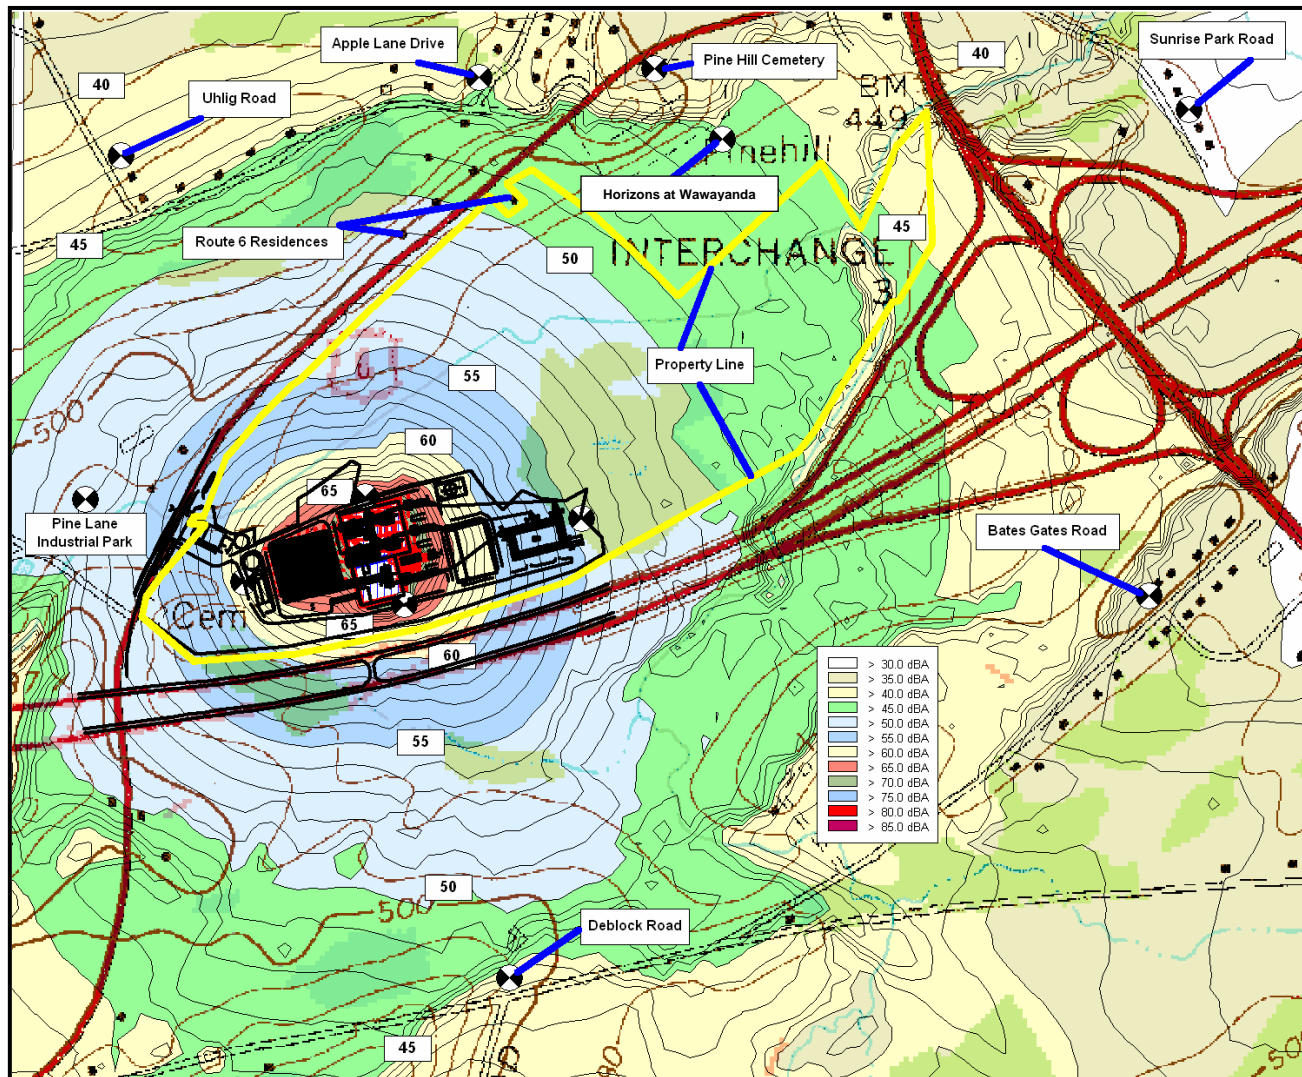 Apple Lane Drive
Pine Hill Cemetery
40
Sunrise Park Road
40
Uhlig Road
BM
449
Pinehill
Horizons at Wawayanda
45
Route 6 Residences
45
50
INTERCHANGE
3
Property Line
55
500
60
65
Pine Lane
Industrial Park
Bates Gates Road
Cem
65
60
> 30.0 dBA
> 35.0 dBA
> 40.0 dBA
> 45.0 dBA
> 50.0 dBA
> 55.0 dBA
> 60.0 dBA
> 65.0 dBA
> 70.0 dBA
> 75.0 dBA
> 80.0 dBA
> 85.0 dBA
55
50
500
Deblock Road
45